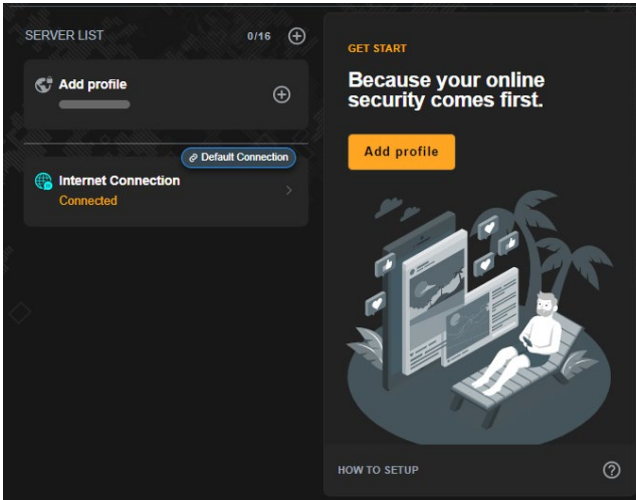 SERVER LIST 0/16
Add profile
Default Connection
Internet Connection
Connected
GET START
Because your online
security comes first.
Add profile
HOW TO SETUP